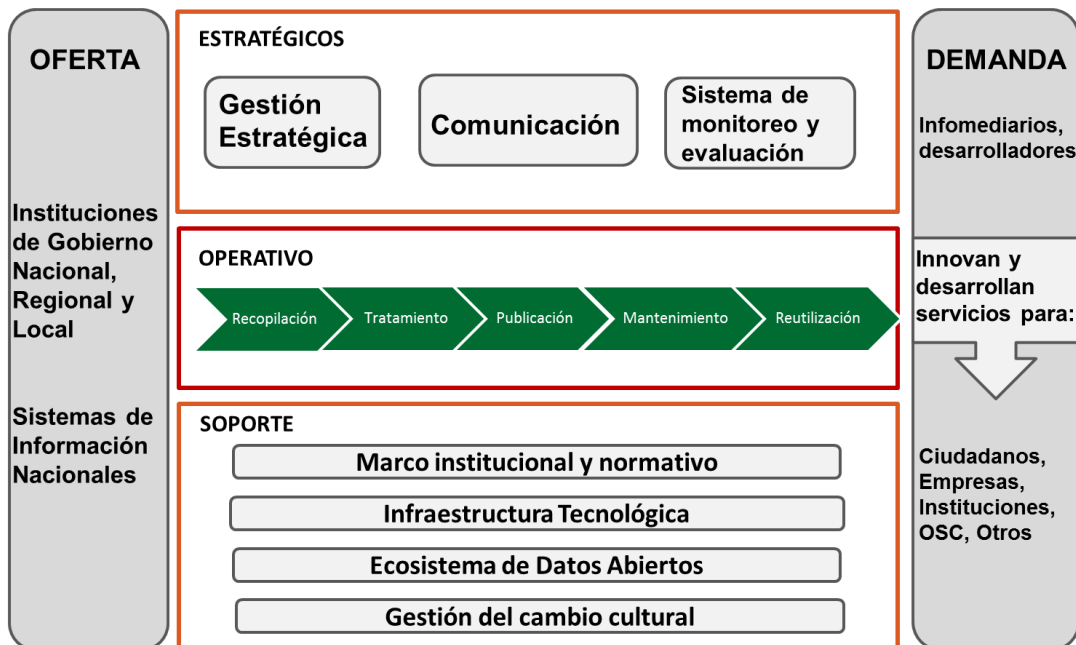 OFERTA
Instituciones
de Gobierno
Nacional,
Regional y
Local
Sistemas de
Información
Nacionales
ESTRATÉGICOS
Gestión
Estratégica
Comunicación
Sistema de
monitoreo y
evaluación
OPERATIVO
Recopilación
Tratamiento
Publicación
Mantenimiento
Reutilización
SOPORTE
Marco institucional y normativo
Infraestructura Tecnológica
Ecosistema de Datos Abiertos
Gestión del cambio cultural
DEMANDA
Infomediarios,
desarrolladores
Innovan y
desarrollan
servicios para:
Ciudadanos,
Empresas,
Instituciones,
OSC, Otros